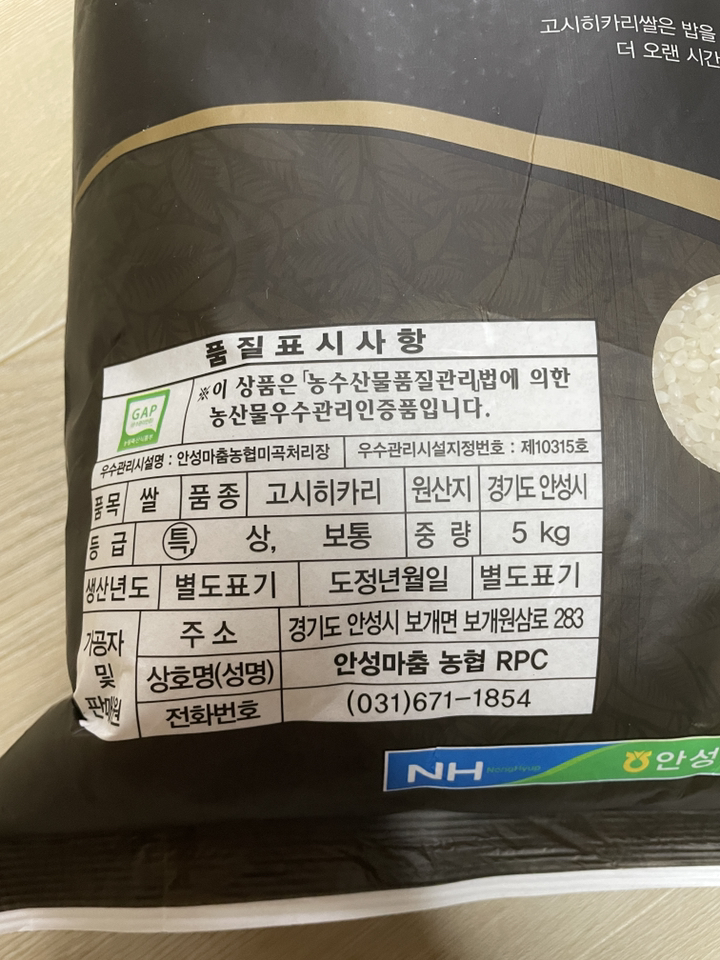 고시히카리쌀은 밥을
더 오랜 시간
품질표시사항
GAP
※이 상품은 「농수산물품질관리법에 의한
농산물우수관리인증품입니다.
우수관리시설명 : 안성마춤농협미곡처리장 우수관리시설지정번호 : 제10315호
품목 쌀 품종 고시히카리 원산지 경기도 안성시
등급 특, 상, 보통 중량 5 kg
생산년도 별도표기 도정년월일 별도표기
가공자 및 판매원
주소 경기도 안성시 보개면 보개원삼로 283
상호명(성명) 안성마춤 농협 RPC
전화번호 (031)671-1854
NH NongHyup 안성